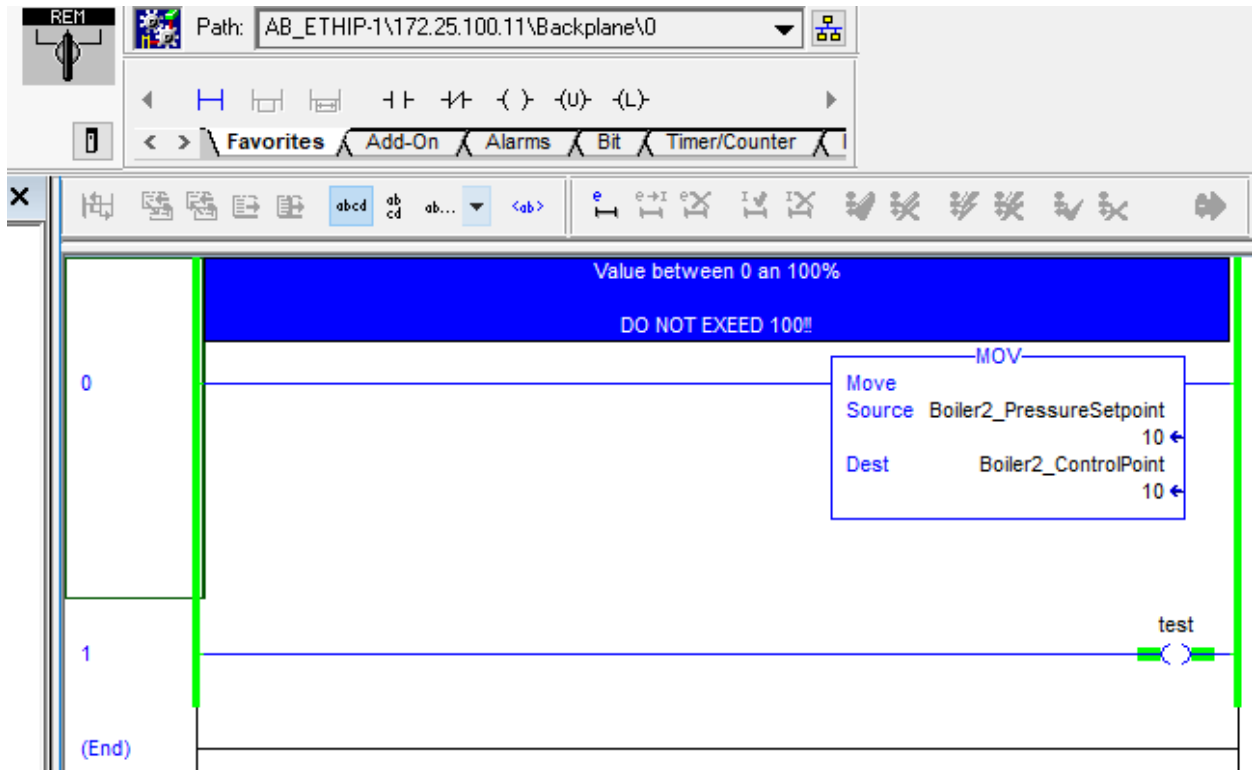 REM
Path: AB_ETHIP-1\172.25.100.11\Backplane\0
-(U)- -(L)-
Favorites Add-On Alarms Bit Timer/Counter
abcd ab cd ab... <ab>
Value between 0 an 100%
DO NOT EXEED 100!!
0
MOV
Move
Source Boiler2_PressureSetpoint
10
Dest Boiler2_ControlPoint
10
test
1
(End)